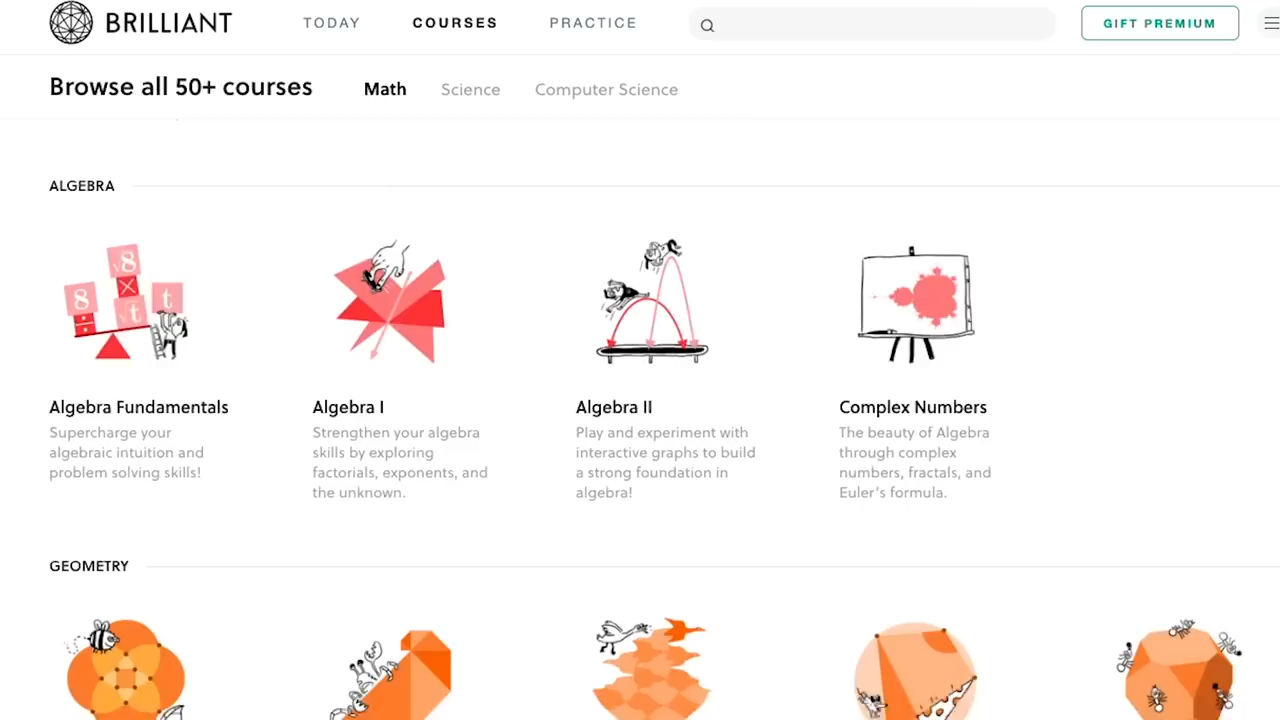 BRILLIANT
TODAY
COURSES
PRACTICE
GIFT PREMIUM
Browse all 50+ courses
Math
Science
Computer Science
ALGEBRA
√8
8
×
t
÷
√t
Algebra Fundamentals
Supercharge your
algebraic intuition and
problem solving skills!
Algebra I
Strengthen your algebra
skills by exploring
factorials, exponents, and
the unknown.
Algebra II
Play and experiment with
interactive graphs to build
a strong foundation in
algebra!
Complex Numbers
The beauty of Algebra
through complex
numbers, fractals, and
Euler's formula.
GEOMETRY